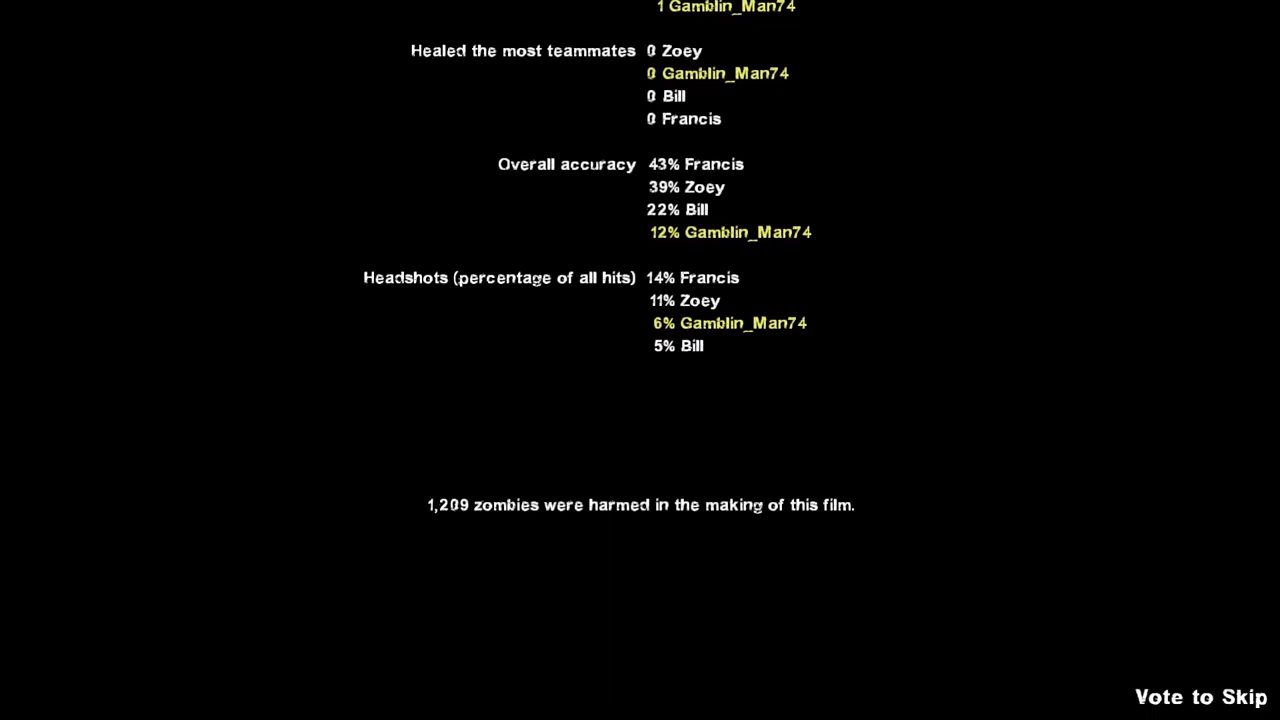 1 Gamblin_Man74
Healed the most teammates 0 Zoey
0 Gamblin_Man74
0 Bill
0 Francis
Overall accuracy 43% Francis
39% Zoey
22% Bill
12% Gamblin_Man74
Headshots (percentage of all hits) 14% Francis
11% Zoey
6% Gamblin_Man74
5% Bill
1,209 zombies were harmed in the making of this film.
Vote to Skip